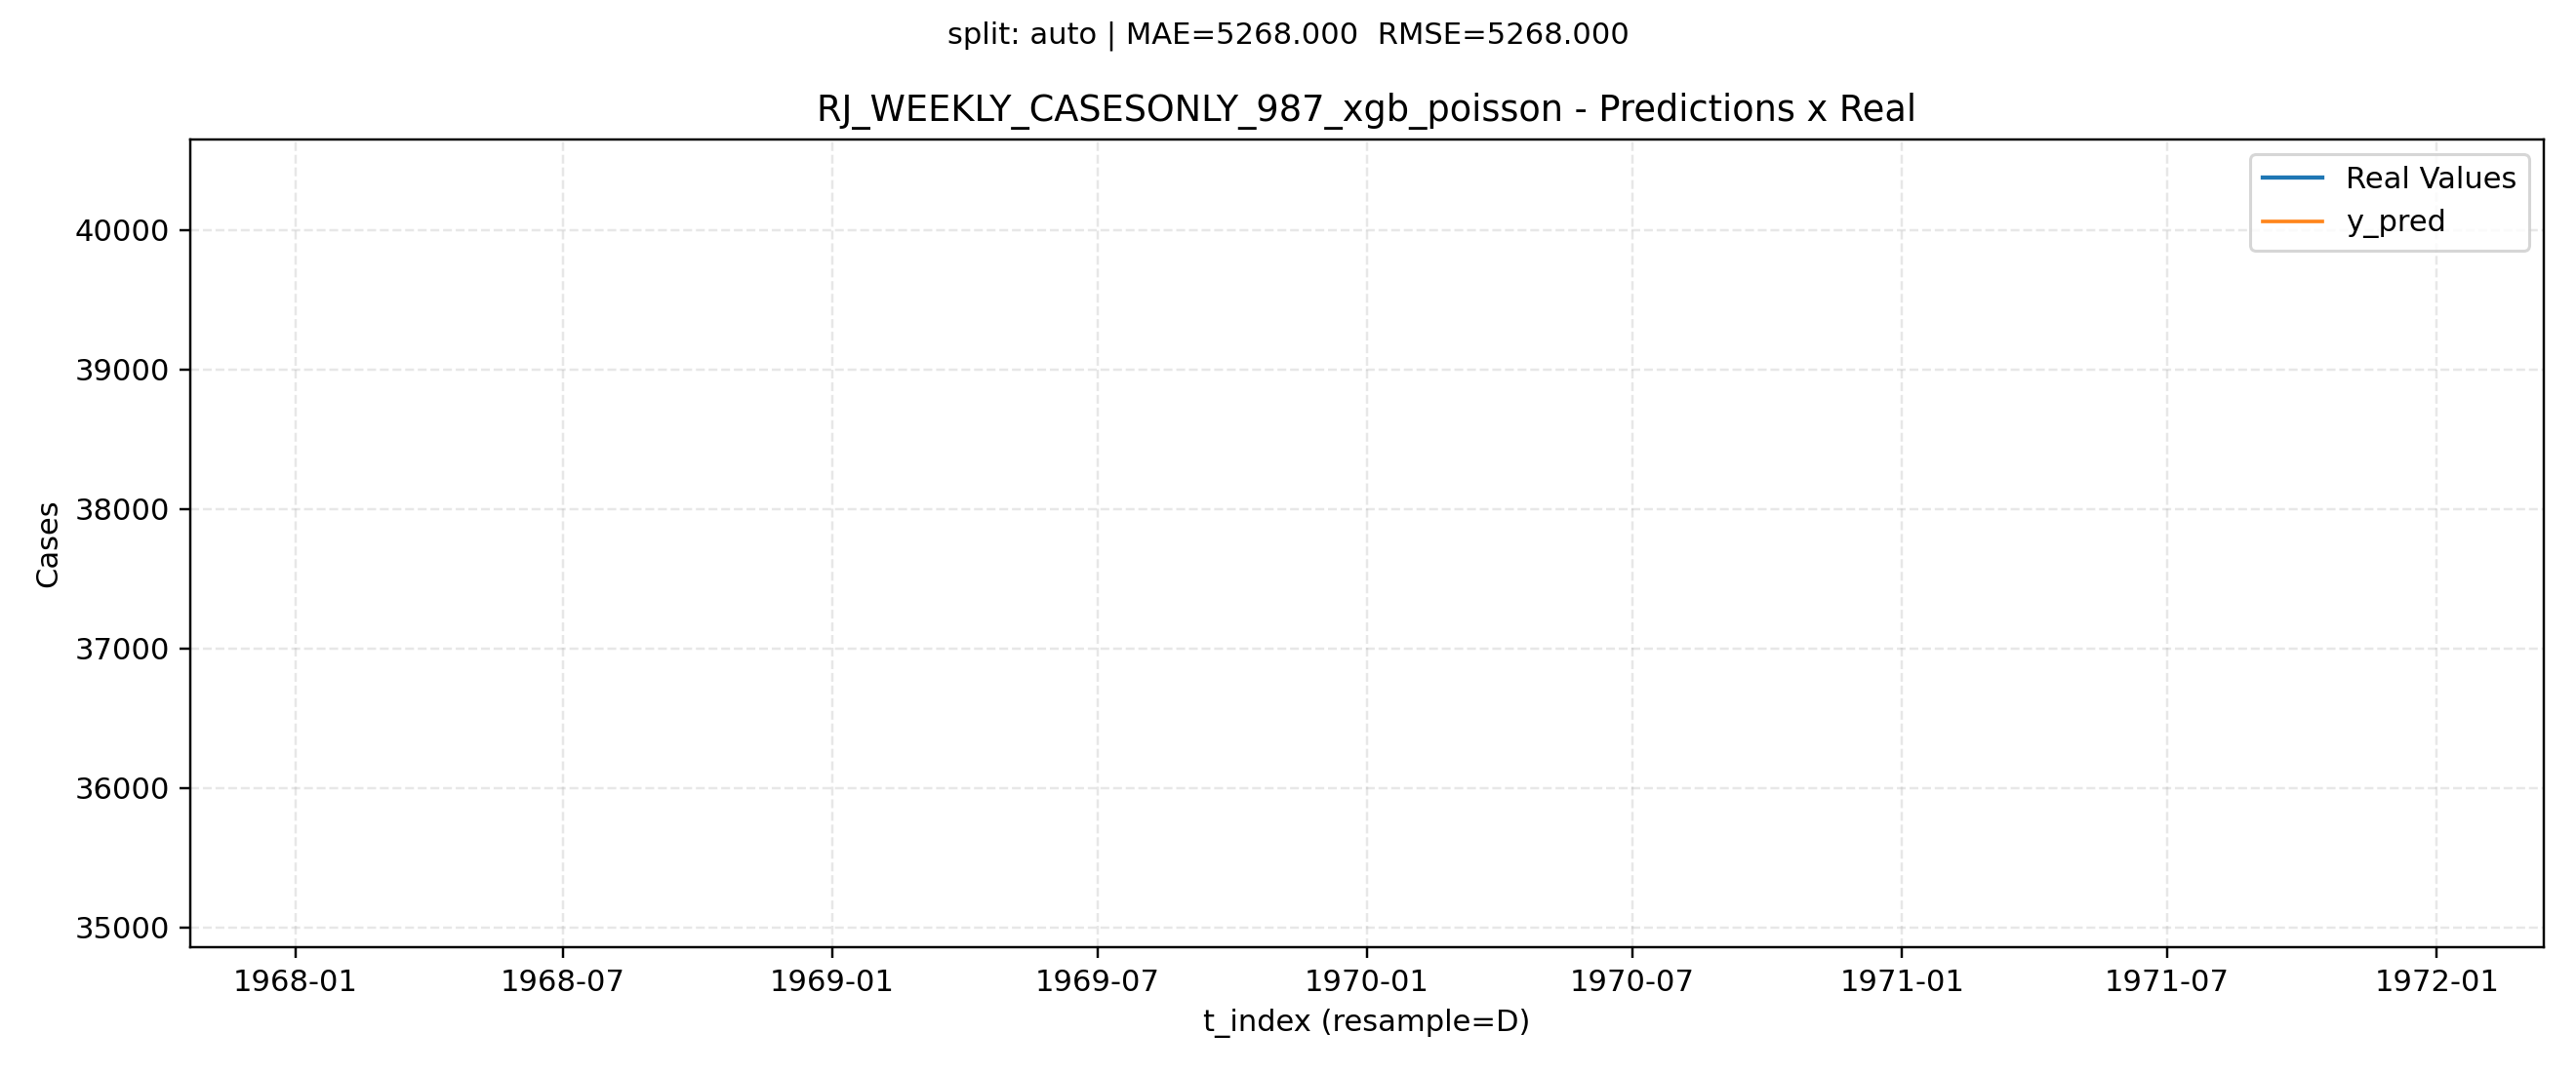 split: auto | MAE=5268.000  RMSE=5268.000
RJ_WEEKLY_CASESONLY_987_xgb_poisson - Predictions x Real
Real Values
y_pred
Cases
40000
39000
38000
37000
36000
35000
1968-01 1968-07 1969-01 1969-07 1970-01 1970-07 1971-01 1971-07 1972-01
t_index (resample=D)